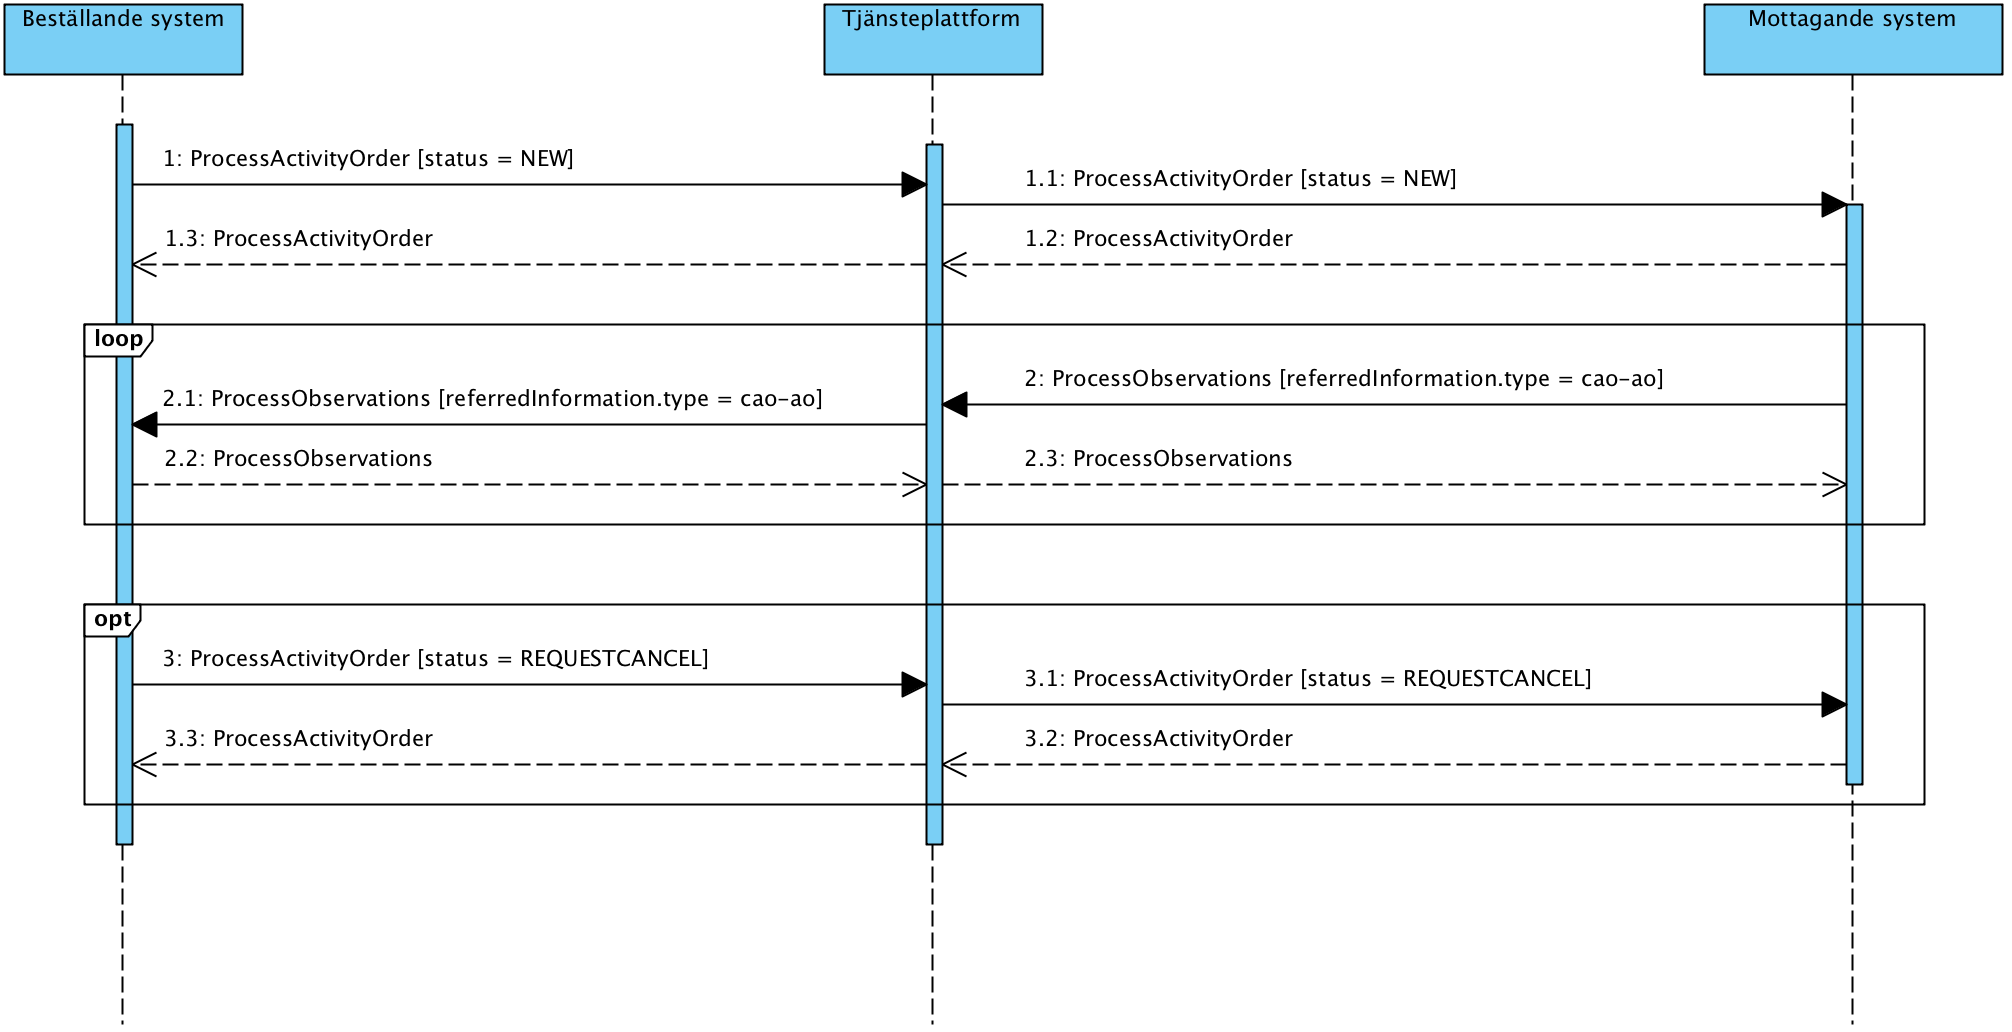 Beställande system
Tjänsteplattform
Mottagande system
1: ProcessActivityOrder [status = NEW]
1.1: ProcessActivityOrder [status = NEW]
1.3: ProcessActivityOrder
1.2: ProcessActivityOrder
loop
2: ProcessObservations [referredInformation.type = cao-ao]
2.1: ProcessObservations [referredInformation.type = cao-ao]
2.2: ProcessObservations
2.3: ProcessObservations
opt
3: ProcessActivityOrder [status = REQUESTCANCEL]
3.1: ProcessActivityOrder [status = REQUESTCANCEL]
3.3: ProcessActivityOrder
3.2: ProcessActivityOrder